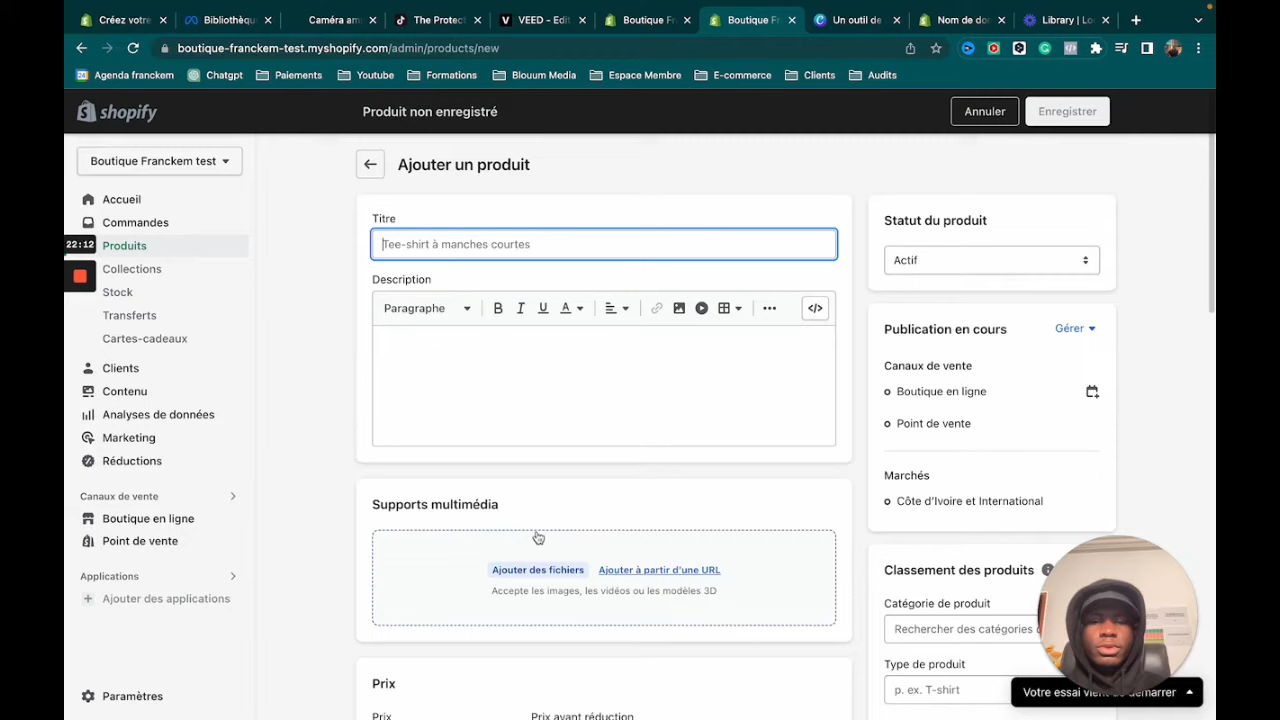 Créez votre
Bibliothèqu
Caméra am
The Protect
VEED - Edit
Boutique Fr
Boutique Fr
Un outil de
Nom de do
Library | Lo
boutique-franckem-test.myshopify.com/admin/products/new
Agenda franckem
Chatgpt
Paiements
Youtube
Formations
Blouum Media
Espace Membre
E-commerce
Clients
Audits
shopify
Produit non enregistré
Annuler
Enregistrer
Boutique Franckem test
Accueil
Commandes
22:12
Produits
Collections
Stock
Transferts
Cartes-cadeaux
Clients
Contenu
Analyses de données
Marketing
Réductions
Canaux de vente
Boutique en ligne
Point de vente
Applications
Ajouter des applications
Paramètres
Ajouter un produit
Titre
Tee-shirt à manches courtes
Description
Paragraphe
B I U A
Supports multimédia
Ajouter des fichiers
Ajouter à partir d'une URL
Accepte les images, les vidéos ou les modèles 3D
Prix
Prix
Prix avant réduction
Statut du produit
Actif
Publication en cours
Gérer
Canaux de vente
Boutique en ligne
Point de vente
Marchés
Côte d'Ivoire et International
Classement des produits
Catégorie de produit
Rechercher des catégories
Type de produit
p. ex. T-shirt
Votre essai vient de démarrer